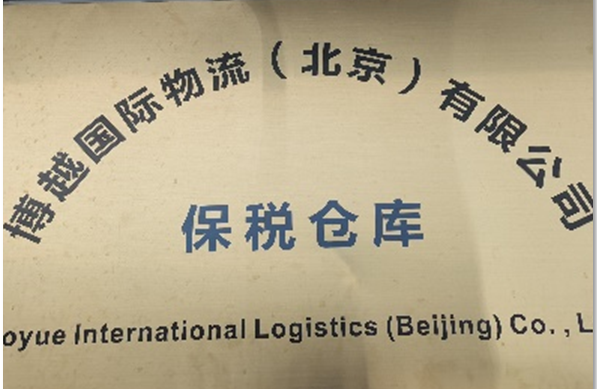 博越国际物流（北京）有限公司
保税仓库
oyue International Logistics (Beijing) Co. , L